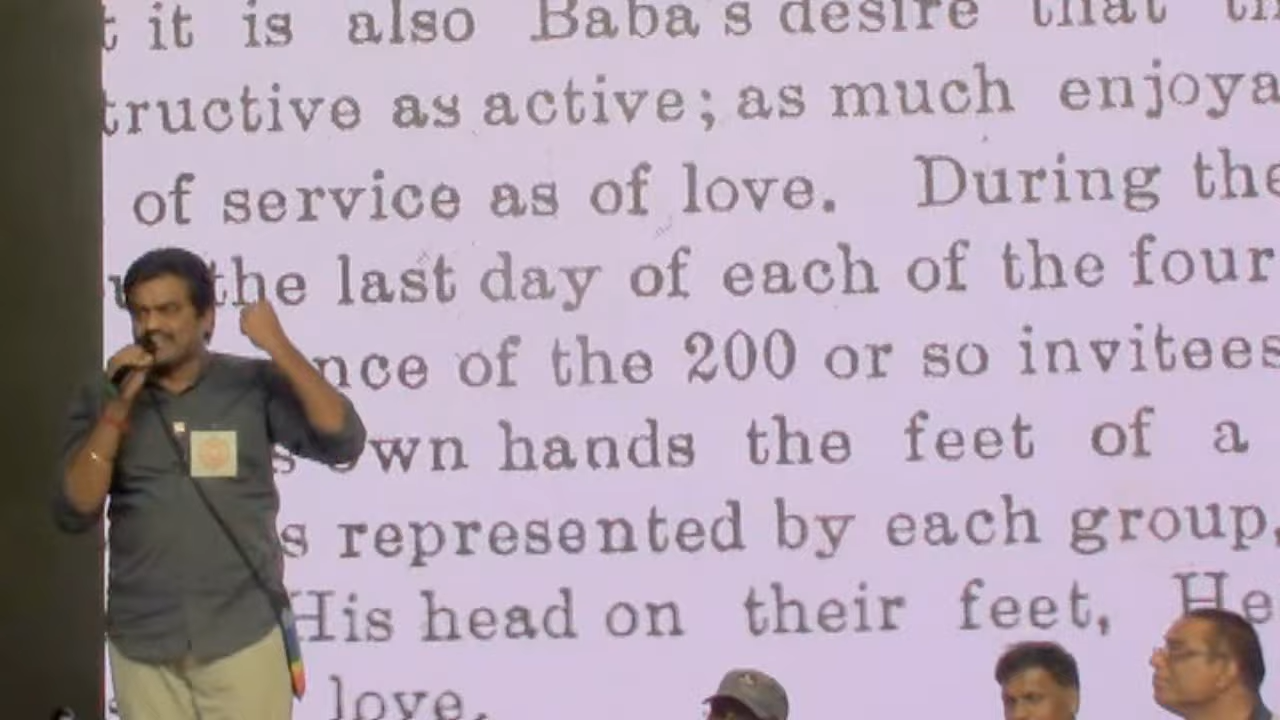 it is also Baba's desire that
tructive as active; as much enjoya
of service as of love. During the
the last day of each of the four
nce of the 200 or so invitees
own hands the feet of a
s represented by each group,
His head on their feet, He
love.